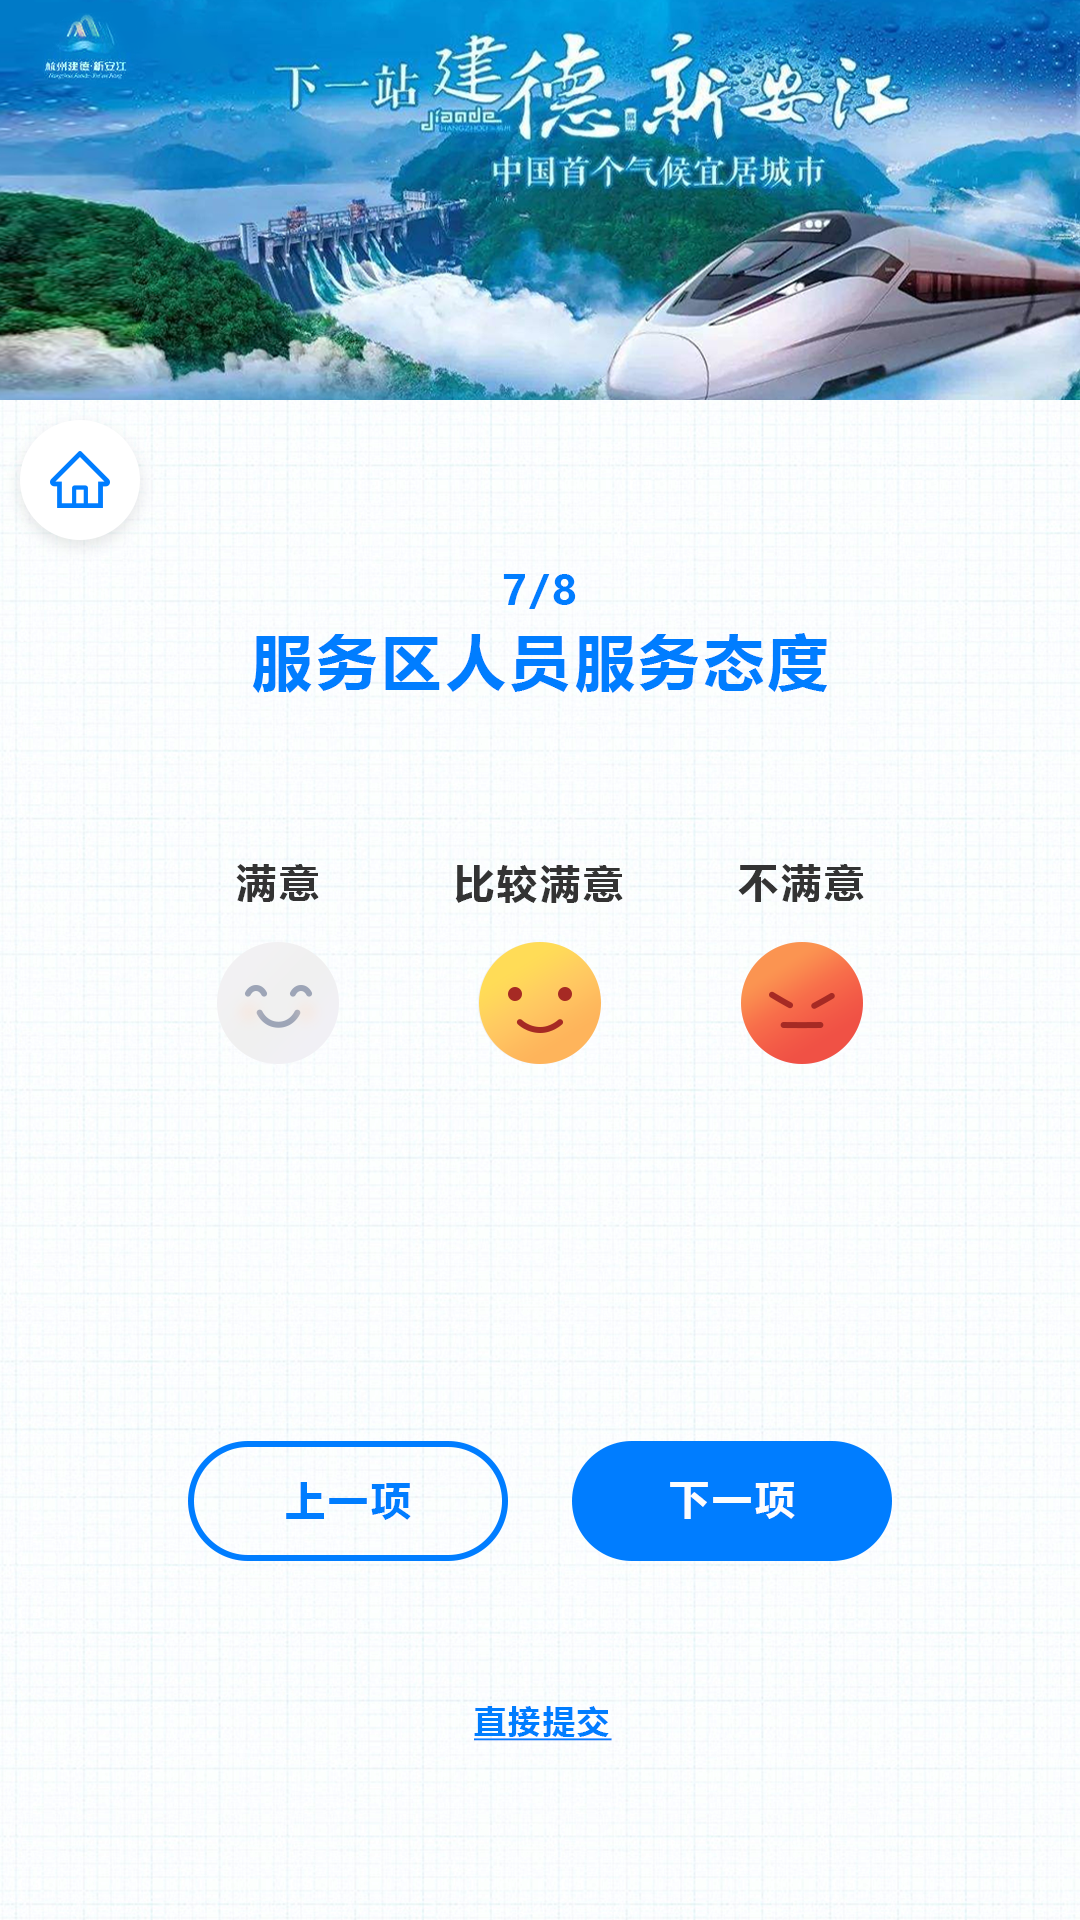 杭州建德·新安江
下一站 建德 新安江
jiande
HANGZHOU
中国首个气候宜居城市
7/8
服务区人员服务态度
满意 比较满意 不满意
上一项 下一项
直接提交